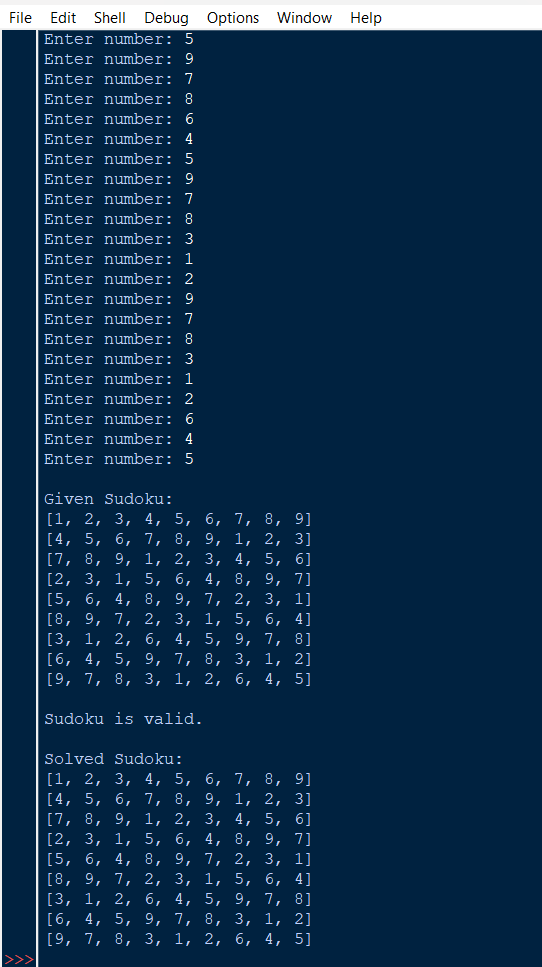 File Edit Shell Debug Options Window Help
Enter number: 5
Enter number: 9
Enter number: 7
Enter number: 8
Enter number: 6
Enter number: 4
Enter number: 5
Enter number: 9
Enter number: 7
Enter number: 8
Enter number: 3
Enter number: 1
Enter number: 2
Enter number: 9
Enter number: 7
Enter number: 8
Enter number: 3
Enter number: 1
Enter number: 2
Enter number: 6
Enter number: 4
Enter number: 5
Given Sudoku:
[1, 2, 3, 4, 5, 6, 7, 8, 9]
[4, 5, 6, 7, 8, 9, 1, 2, 3]
[7, 8, 9, 1, 2, 3, 4, 5, 6]
[2, 3, 1, 5, 6, 4, 8, 9, 7]
[5, 6, 4, 8, 9, 7, 2, 3, 1]
[8, 9, 7, 2, 3, 1, 5, 6, 4]
[3, 1, 2, 6, 4, 5, 9, 7, 8]
[6, 4, 5, 9, 7, 8, 3, 1, 2]
[9, 7, 8, 3, 1, 2, 6, 4, 5]
Sudoku is valid.
Solved Sudoku:
[1, 2, 3, 4, 5, 6, 7, 8, 9]
[4, 5, 6, 7, 8, 9, 1, 2, 3]
[7, 8, 9, 1, 2, 3, 4, 5, 6]
[2, 3, 1, 5, 6, 4, 8, 9, 7]
[5, 6, 4, 8, 9, 7, 2, 3, 1]
[8, 9, 7, 2, 3, 1, 5, 6, 4]
[3, 1, 2, 6, 4, 5, 9, 7, 8]
[6, 4, 5, 9, 7, 8, 3, 1, 2]
[9, 7, 8, 3, 1, 2, 6, 4, 5]
>>>